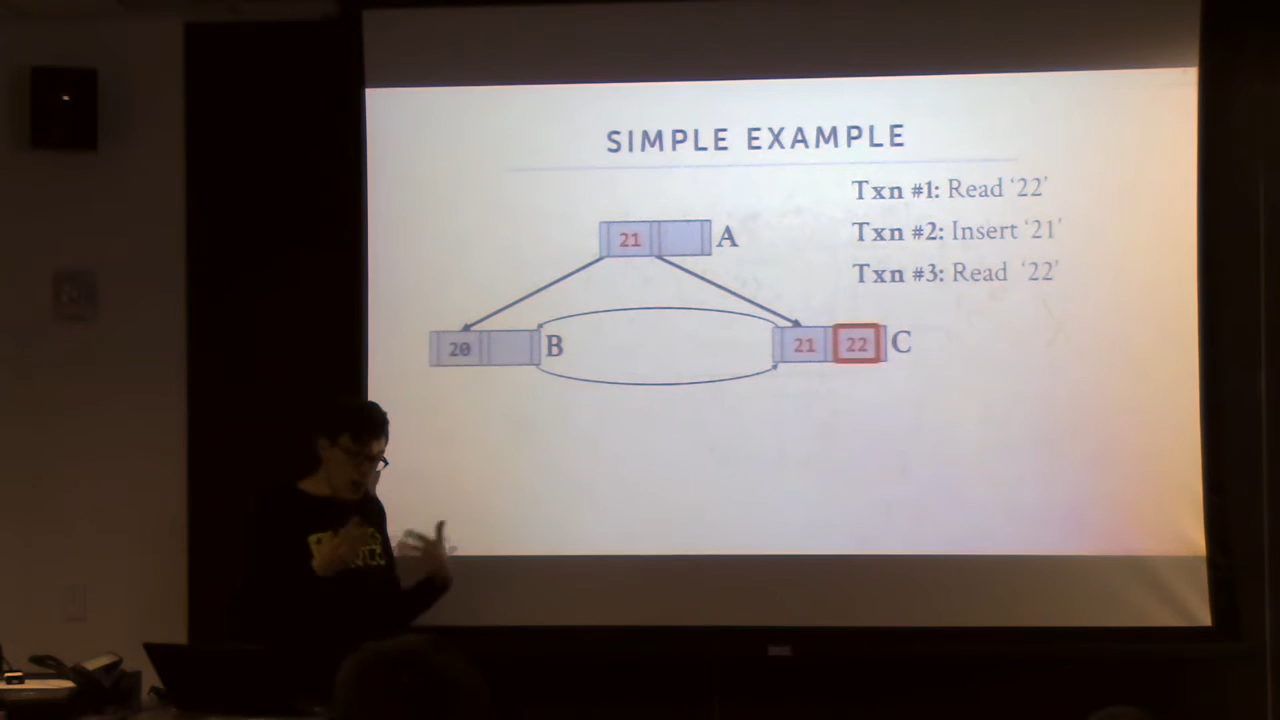 SIMPLE EXAMPLE
Txn #1: Read ‘22’
Txn #2: Insert ‘21’
Txn #3: Read ‘22’
21 A
20 B
21 22 C